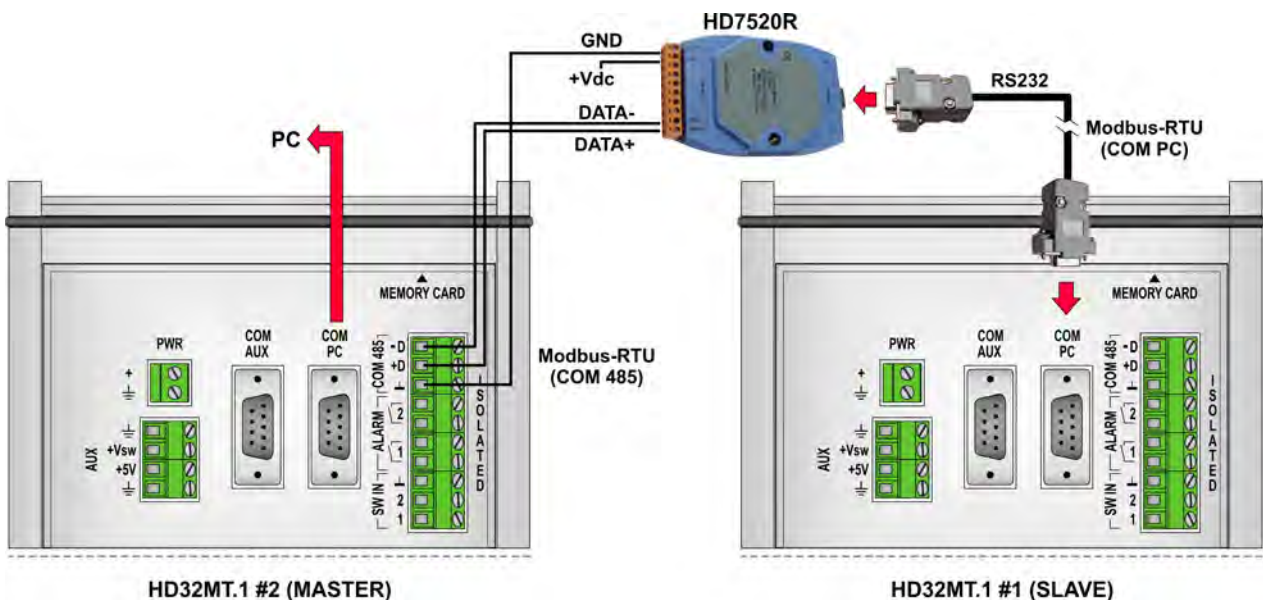 HD7520R
GND
+Vdc
DATA-
DATA+
RS232
Modbus-RTU
(COM PC)
PC
MEMORY CARD
PWR
+
COM
AUX
COM
PC
COM 485
- D
+D
ALARM
2
1
SW IN
2
1
ISOLATED
AUX
+Vsw
+5V
Modbus-RTU
(COM 485)
MEMORY CARD
PWR
+
COM
AUX
COM
PC
COM 485
- D
+D
ALARM
2
1
SW IN
2
1
ISOLATED
AUX
+Vsw
+5V
HD32MT.1 #2 (MASTER)
HD32MT.1 #1 (SLAVE)